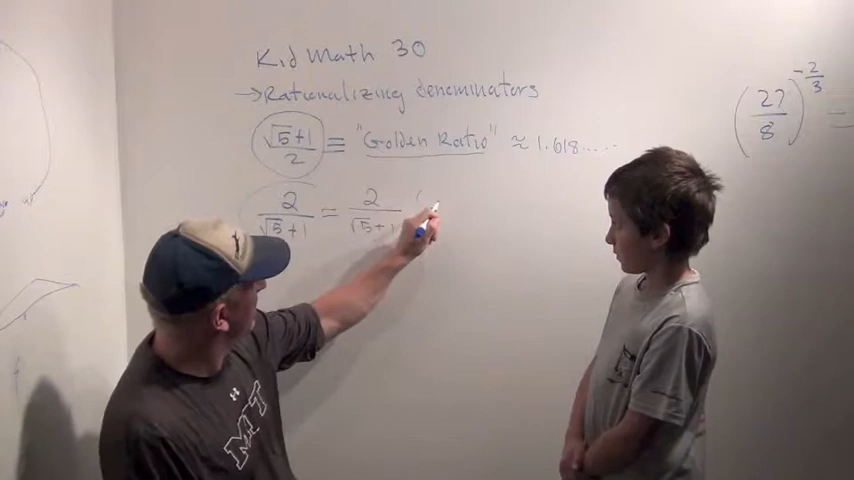 Kid Math 30
→ Rationalizing denominators
(√5+1)/2 ≡ "Golden Ratio" ≈ 1.618.....
2/(√5+1) = 2/(√5+1) (
(27/8)^(-2/3) =
MIT